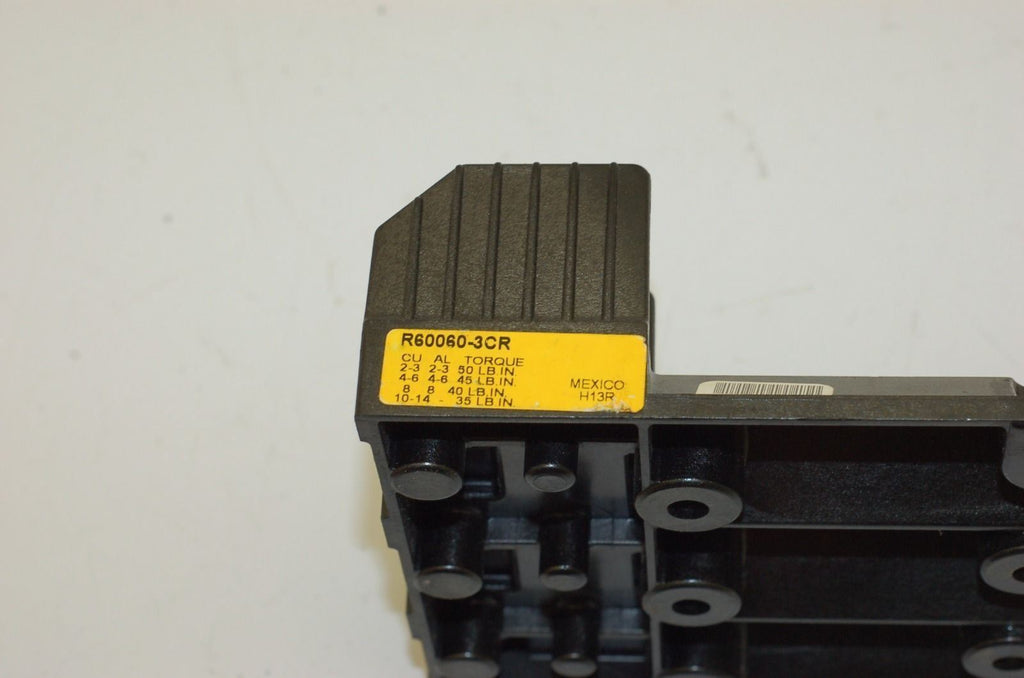 R60060-3CR
CU AL TORQUE
2-3 2-3 50 LB.IN.
4-6 4-6 45 LB.IN.
8 8 40 LB.IN.
10-14 - 35 LB.IN.
MEXICO
H13R